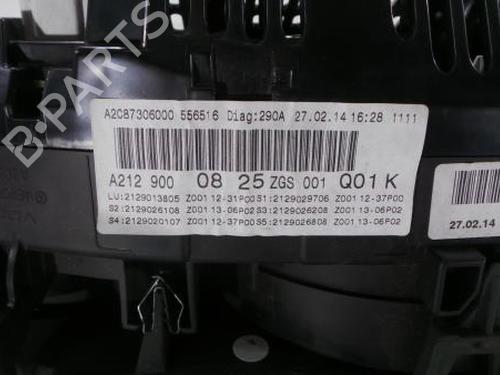 B-PARTS
A2C87306000 556516 Diag:290A 27.02.14 16:28 1111
A212 900 08 25 ZGS 001 Q01 K
LU:2129013805 Z001 12-31P00 S1:2129029706 Z001 12-37P00
S2:2129026108 Z001 13-06P02 S3:2129026208 Z001 13-06P02
S4:2129020107 Z001 12-37P00 S5:2129026808 Z001 13-06P02
27.02.14